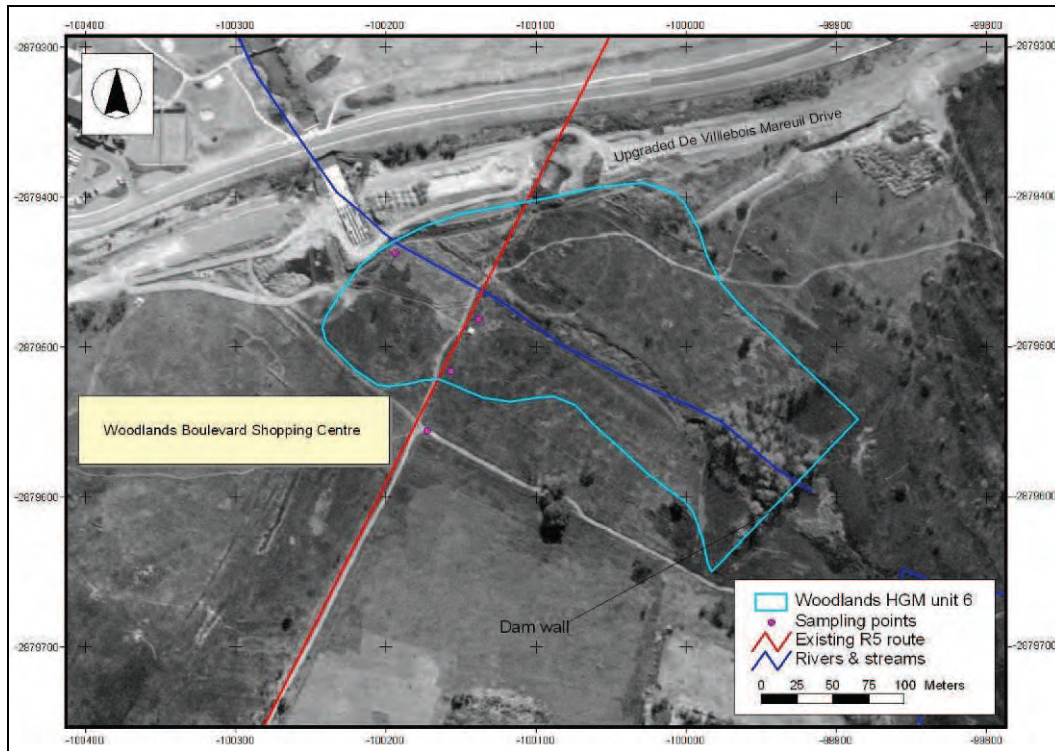 -100400 -100300 -100200 -100100 -100000 -99900 -99800
-2879300 -2879300
Upgraded De Villebois Mareuil Drive
-2879400 -2879400
-2879500 -2879500
Woodlands Boulevard Shopping Centre
-2879600 -2879600
Dam wall
Woodlands HGM unit 6
Sampling points
Existing R5 route
Rivers & streams
0 25 50 75 100 Meters
-2879700 -2879700
-100400 -100300 -100200 -100100 -100000 -99900 -99800